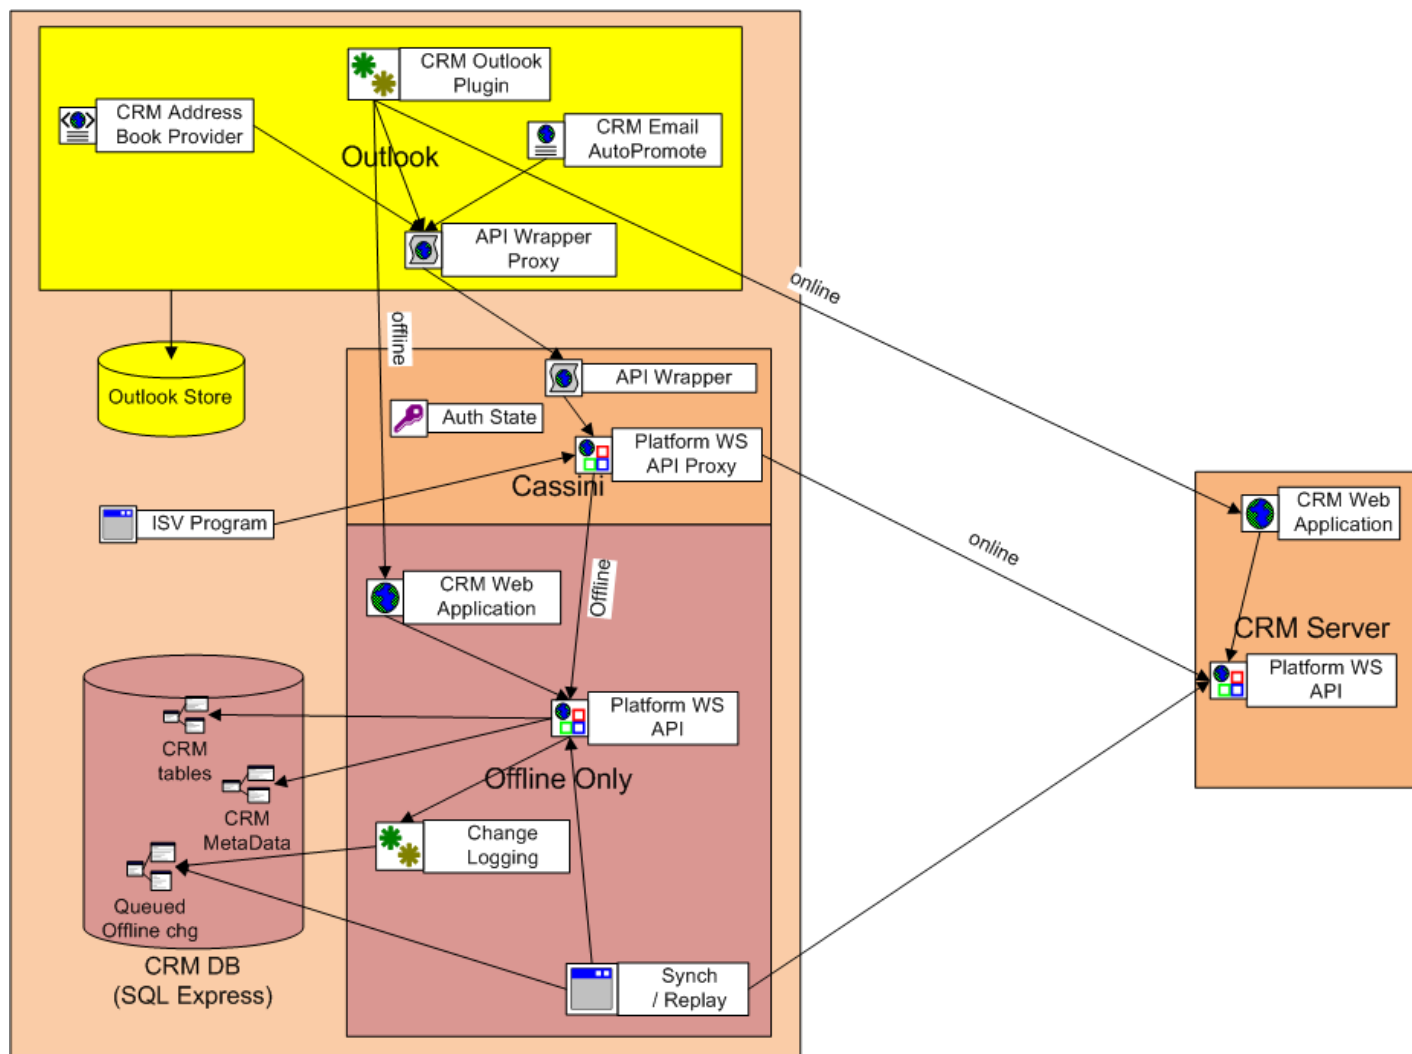 CRM Outlook
Plugin
CRM Address
Book Provider
CRM Email
AutoPromote
Outlook
API Wrapper
Proxy
online
offline
Outlook Store
API Wrapper
Auth State
Platform WS
API Proxy
Cassini
ISV Program
online
CRM Web
Application
CRM Server
Platform WS
API
Offline
CRM Web
Application
Platform WS
API
CRM
tables
Offline Only
CRM
MetaData
Change
Logging
Queued
Offline chg
CRM DB
(SQL Express)
Synch
/ Replay